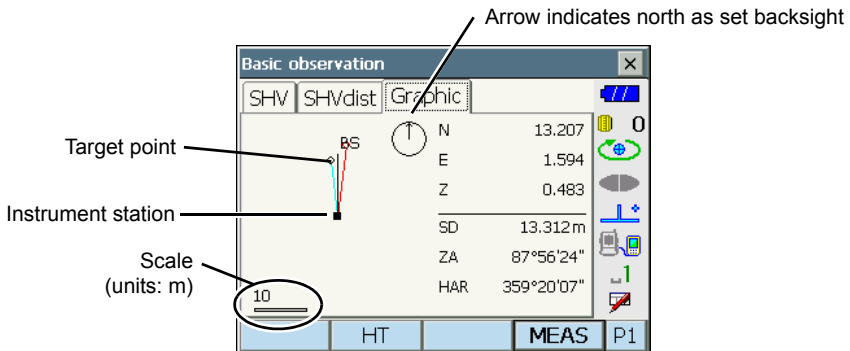 Arrow indicates north as set backsight
Basic observation
SHV SHVdist Graphic
Target point
Instrument station
Scale
(units: m)
BS
10
N 13.207
E 1.594
Z 0.483
SD 13.312 m
ZA 87°56'24"
HAR 359°20'07"
0
1
HT MEAS P1